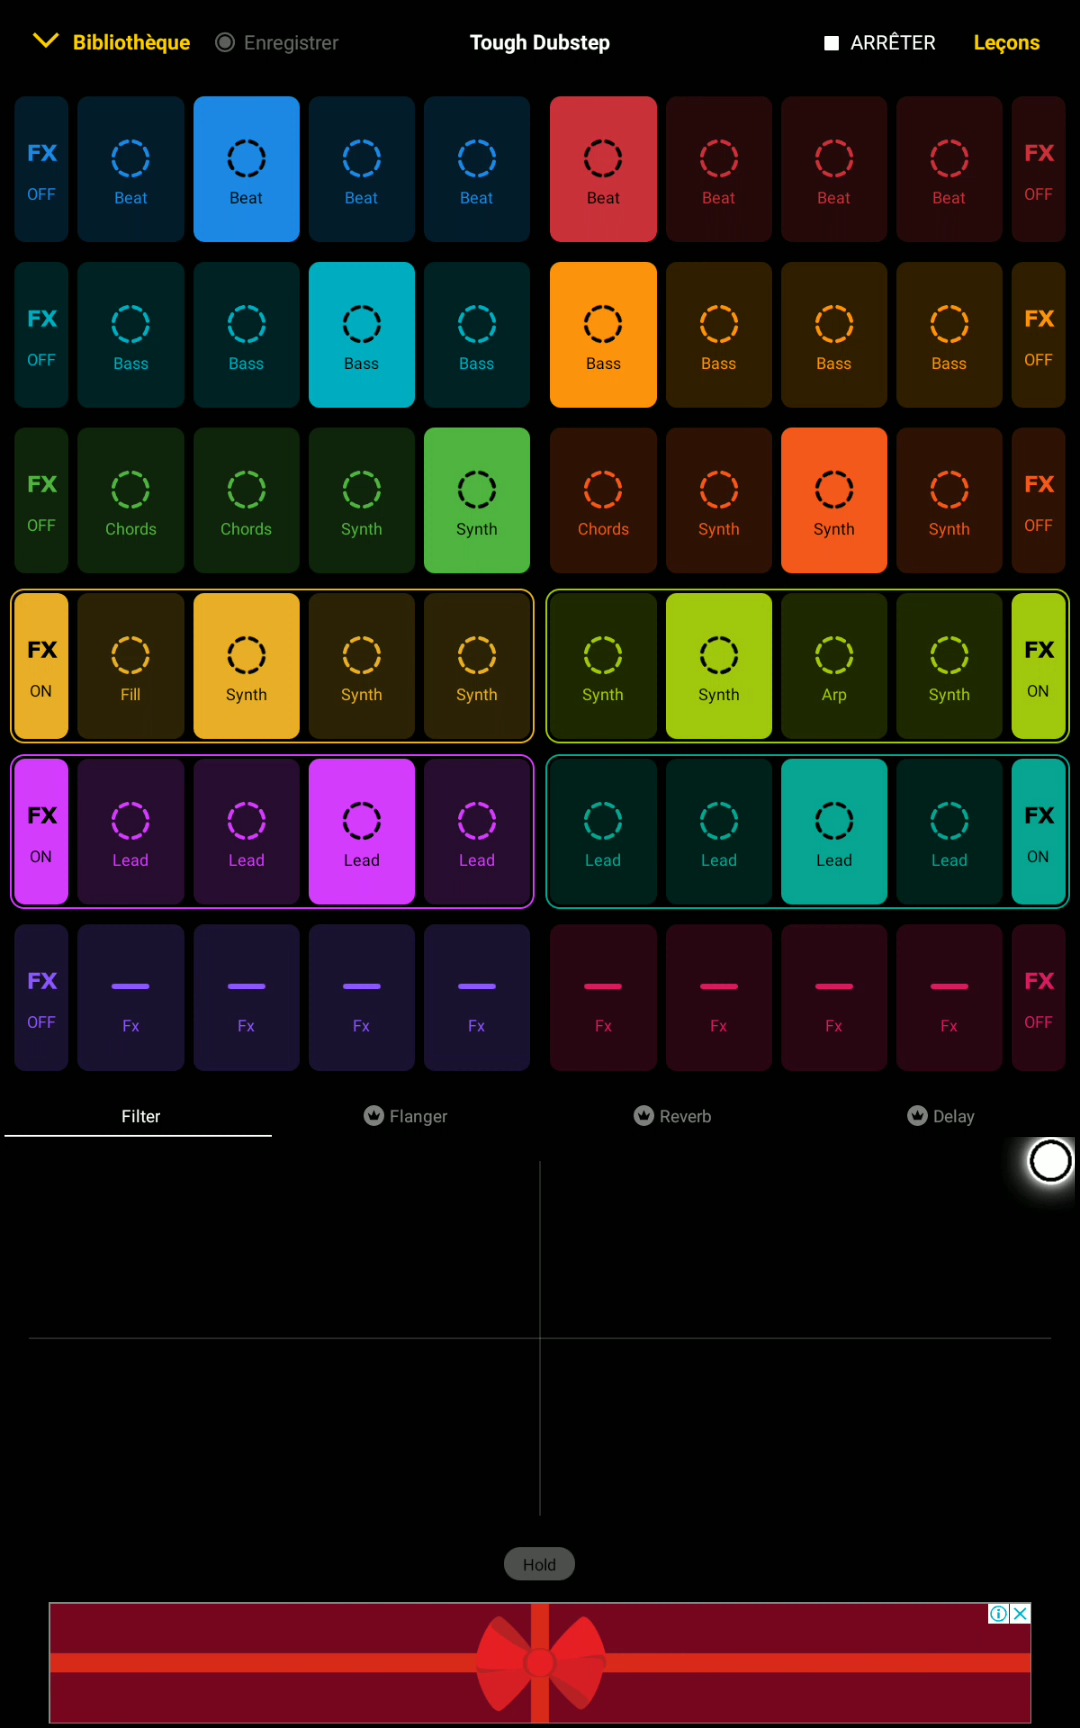 Bibliothèque Enregistrer Tough Dubstep ARRÊTER Leçons
FX Beat Beat Beat Beat Beat Beat Beat Beat FX
OFF OFF
FX Bass Bass Bass Bass Bass Bass Bass Bass FX
OFF OFF
FX Chords Chords Synth Synth Chords Synth Synth Synth FX
OFF OFF
FX Fill Synth Synth Synth Synth Synth Arp Synth FX
ON ON
FX Lead Lead Lead Lead Lead Lead Lead Lead FX
ON ON
FX Fx Fx Fx Fx Fx Fx Fx Fx FX
OFF OFF
Filter Flanger Reverb Delay
Hold